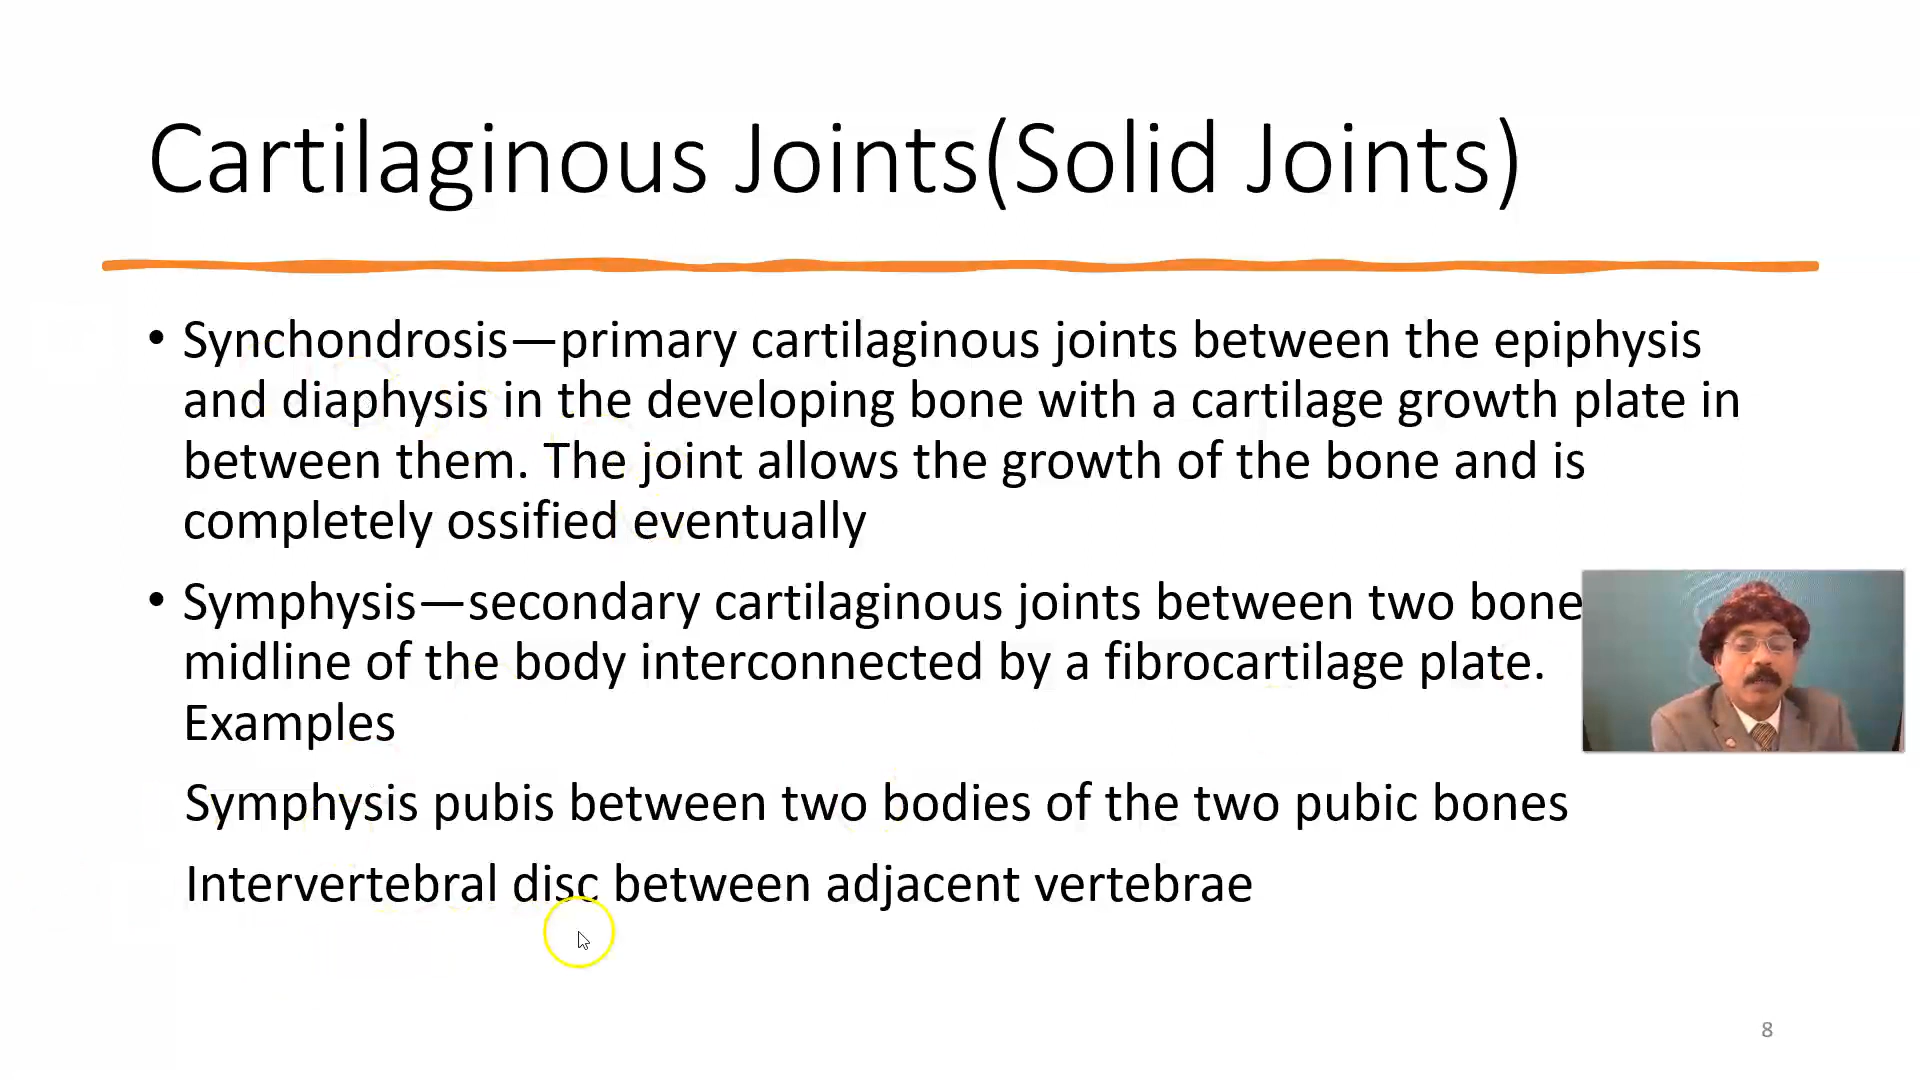 Cartilaginous Joints(Solid Joints)
• Synchondrosis—primary cartilaginous joints between the epiphysis
and diaphysis in the developing bone with a cartilage growth plate in
between them. The joint allows the growth of the bone and is
completely ossified eventually
• Symphysis—secondary cartilaginous joints between two bone
midline of the body interconnected by a fibrocartilage plate.
Examples
Symphysis pubis between two bodies of the two pubic bones
Intervertebral disc between adjacent vertebrae
8